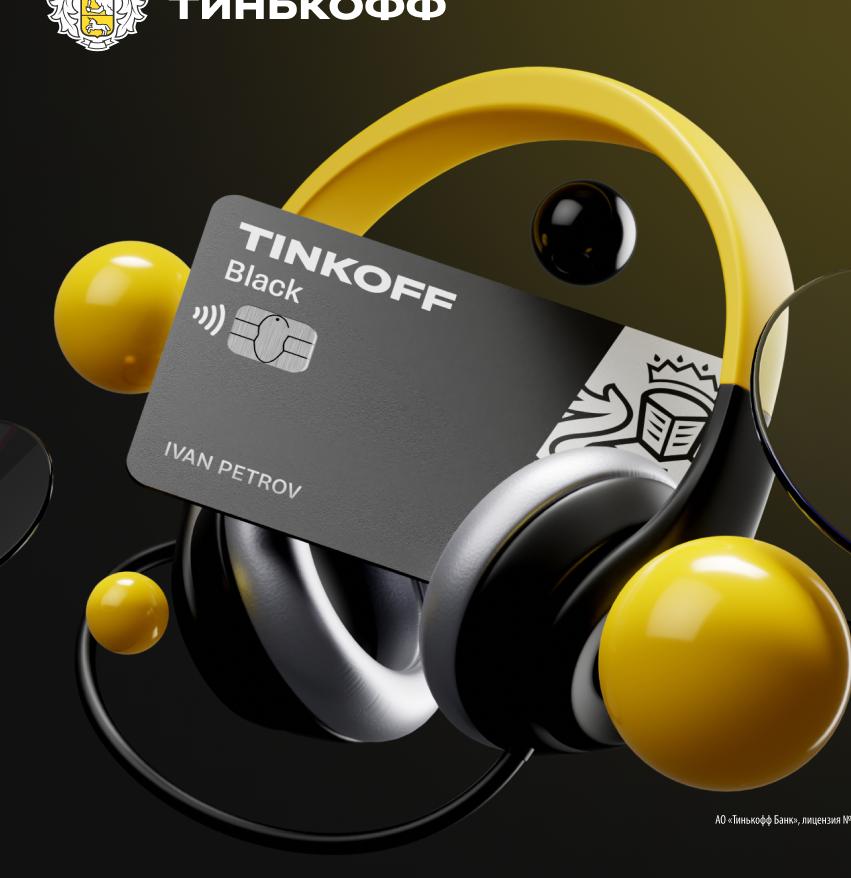 ТИНЬКОФФ
TINKOFF
Black
IVAN PETROV
АО «Тинькофф Банк», лицензия №